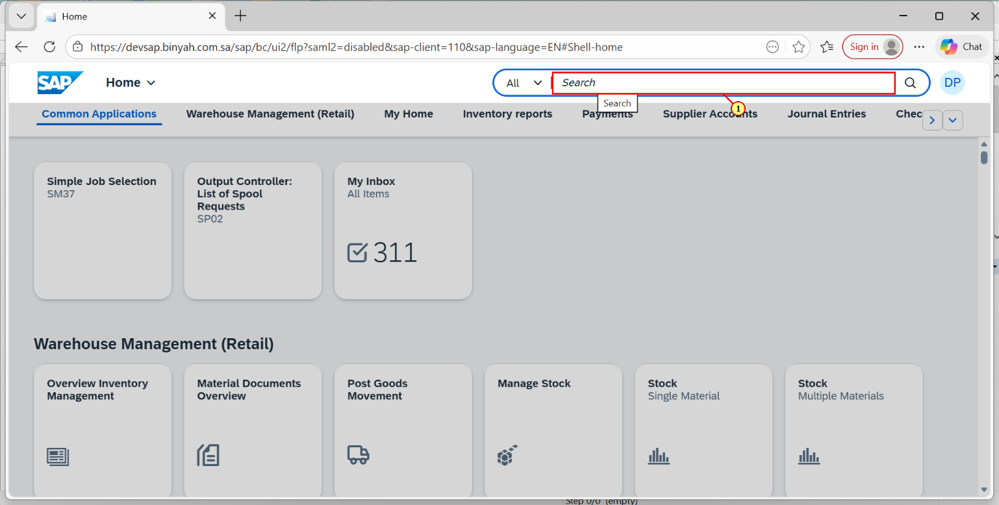 Home
https://devsap.binyah.com.sa/sap/bc/ui2/flp?saml2=disabled&sap-client=110&sap-language=EN#Shell-home
Sign in
Chat
SAP
Home
All
Search
DP
Search
1
Common Applications
Warehouse Management (Retail)
My Home
Inventory reports
Payments
Supplier Accounts
Journal Entries
Chec
Simple Job Selection
SM37
Output Controller:
List of Spool
Requests
SP02
My Inbox
All Items
311
Warehouse Management (Retail)
Overview Inventory
Management
Material Documents
Overview
Post Goods
Movement
Manage Stock
Stock
Single Material
Stock
Multiple Materials
Step 0/0 (empty)